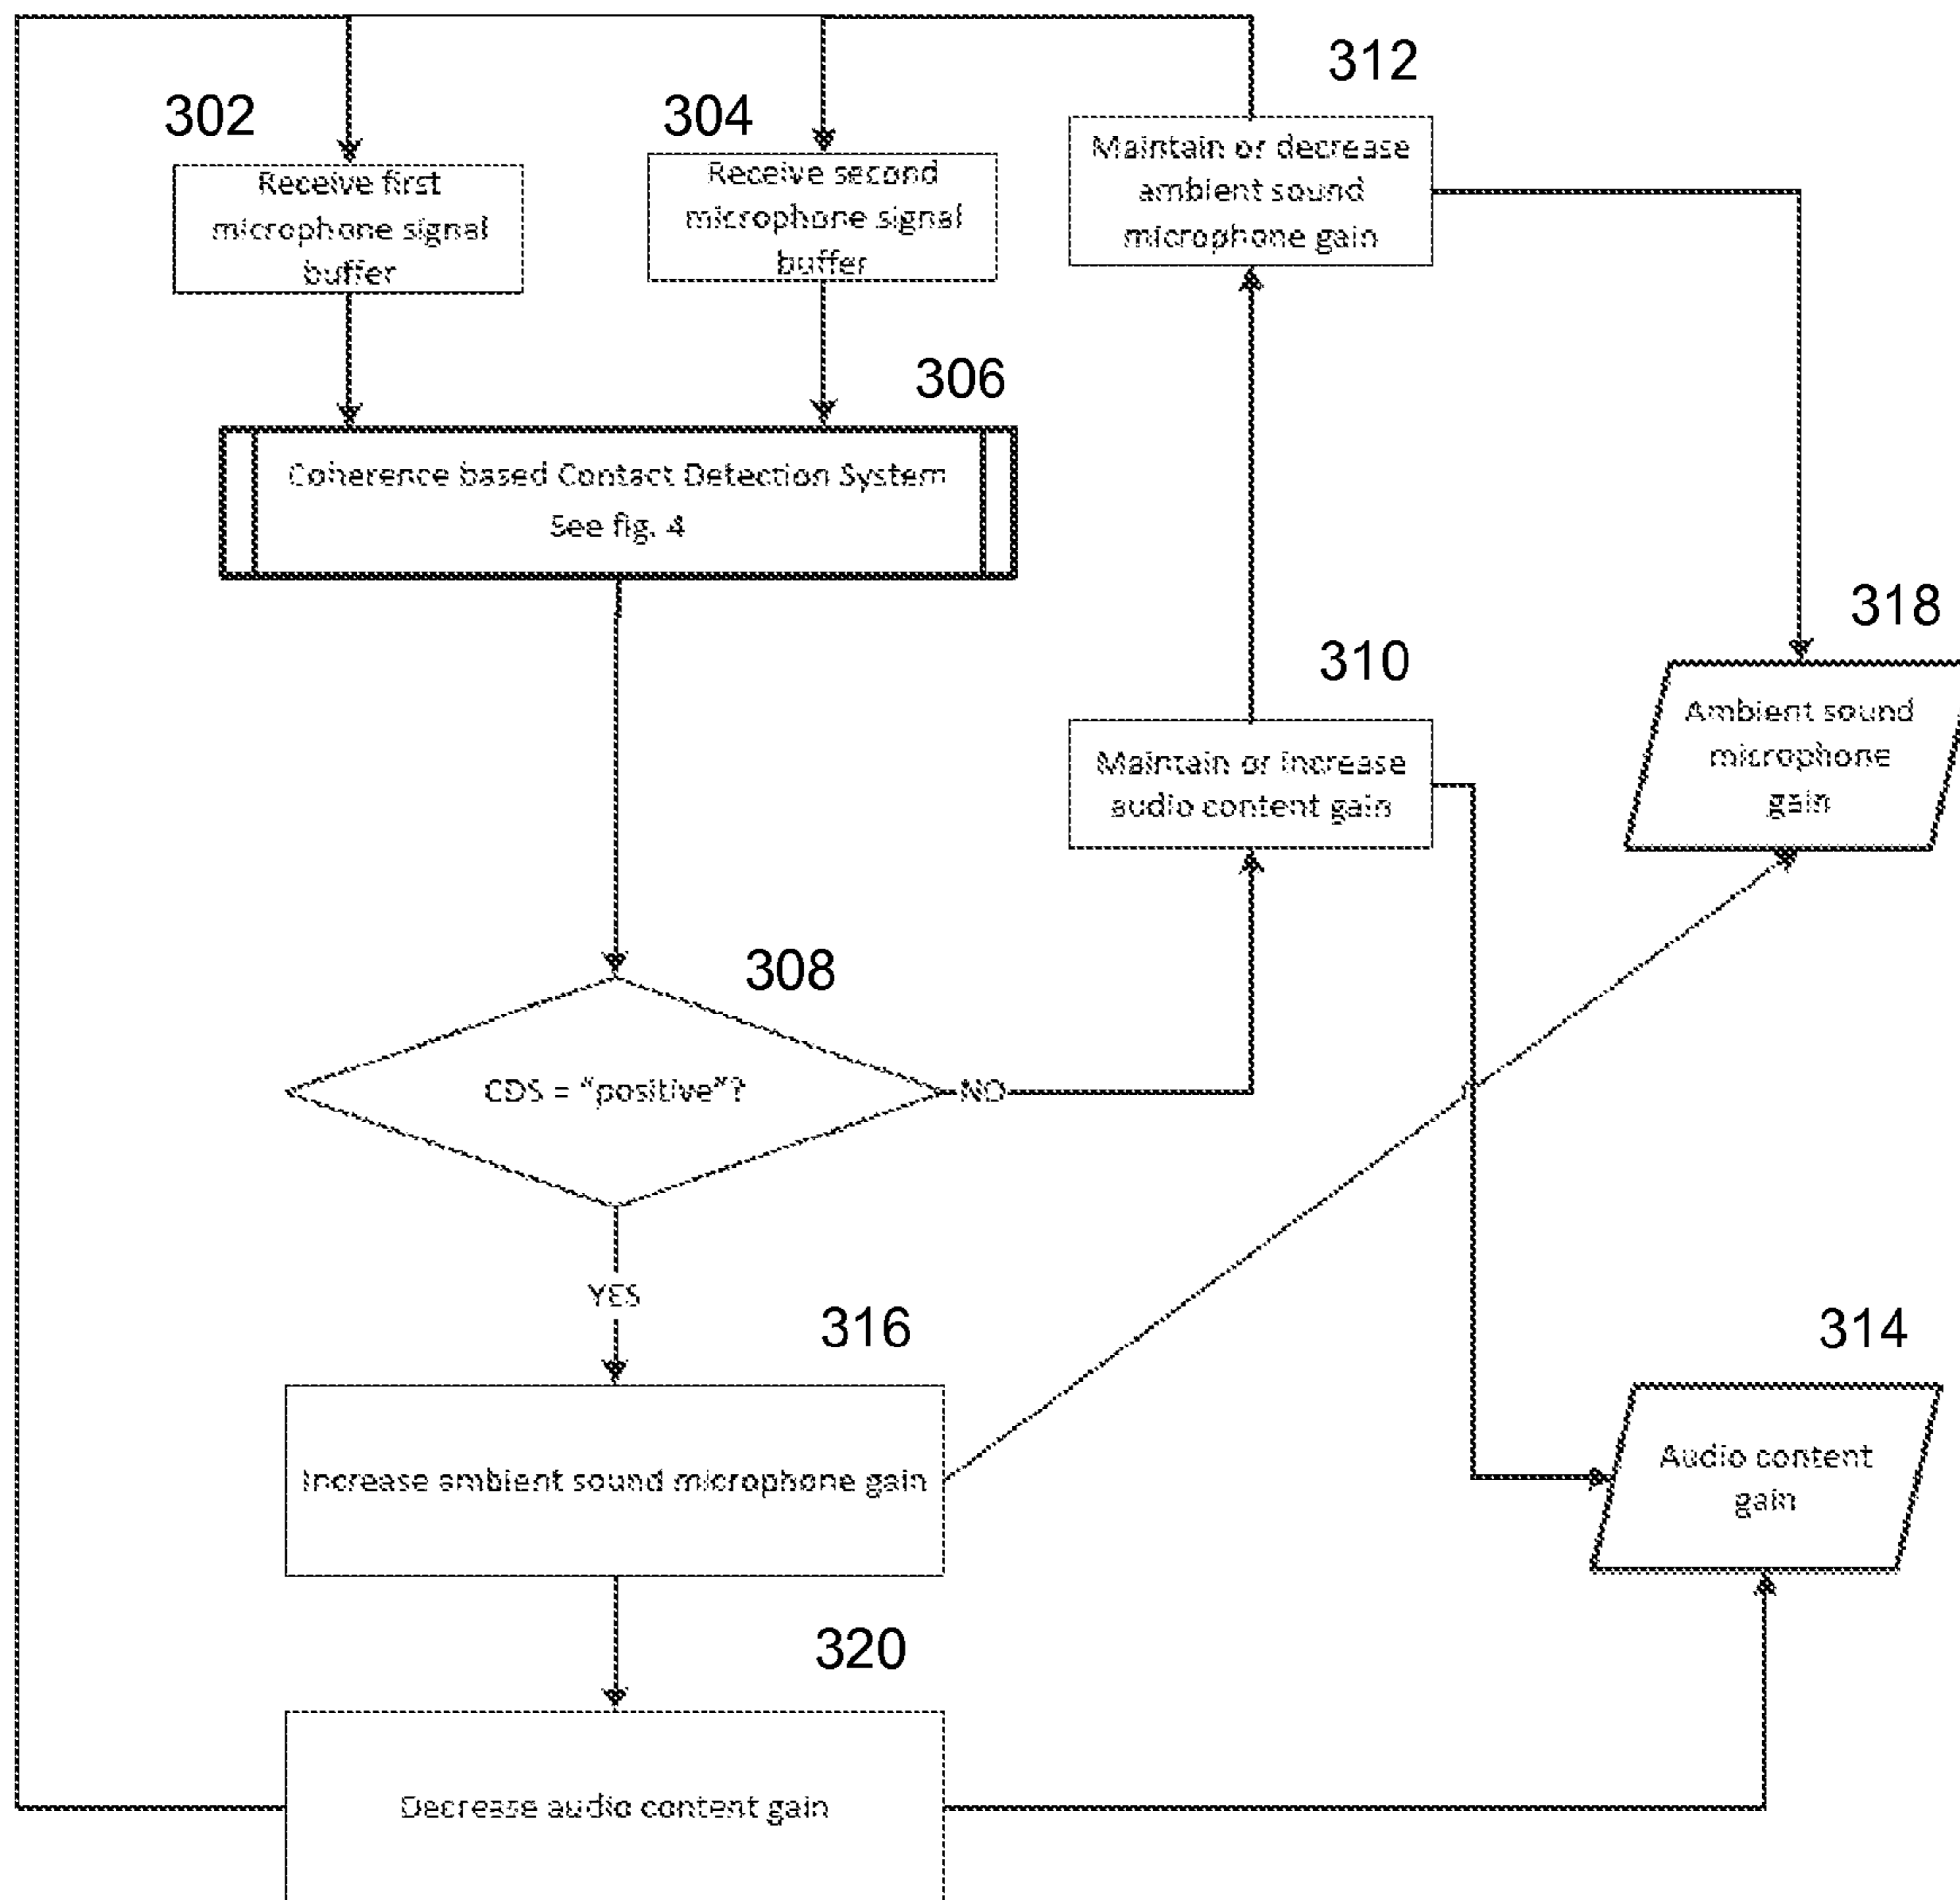 312
302
304
Maintain or decrease
ambient sound
microphone gain
Receive first
microphone signal
buffer
Receive second
microphone signal
buffer
306
Coherence based Contact Detection System
See fig. 4
318
310
Ambient sound
microphone
gain
Maintain or increase
audio content gain
308
CDS = "positive"?
NO
YES
316
314
Increase ambient sound microphone gain
Audio content
gain
320
Decrease audio content gain